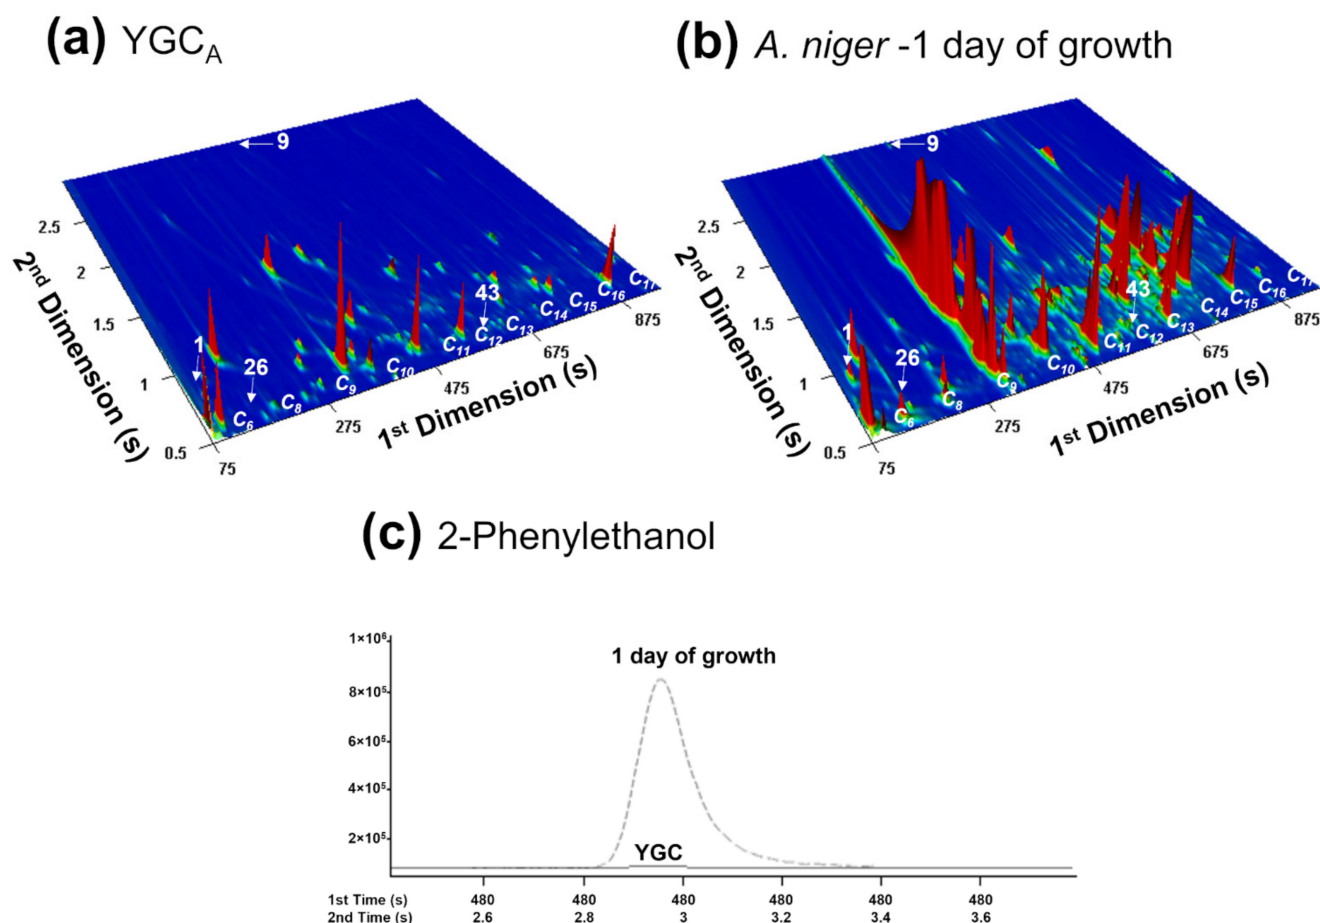 (a) YGCA
(b) A. niger -1 day of growth
9
2.5
2
1.5
1
0.5
2nd Dimension (s)
1
26
43
C6
C8
C9
C10
C11
C12
C13
C14
C15
C16
C17
75
275
475
675
875
1st Dimension (s)
9
2.5
2
1.5
1
0.5
2nd Dimension (s)
1
26
43
C6
C8
C9
C10
C11
C12
C13
C14
C15
C16
C17
75
275
475
675
875
1st Dimension (s)
(c) 2-Phenylethanol
1×10⁶
8×10⁵
6×10⁵
4×10⁵
2×10⁵
1 day of growth
YGC
1st Time (s) 480 480 480 480 480 480
2nd Time (s) 2.6 2.8 3 3.2 3.4 3.6